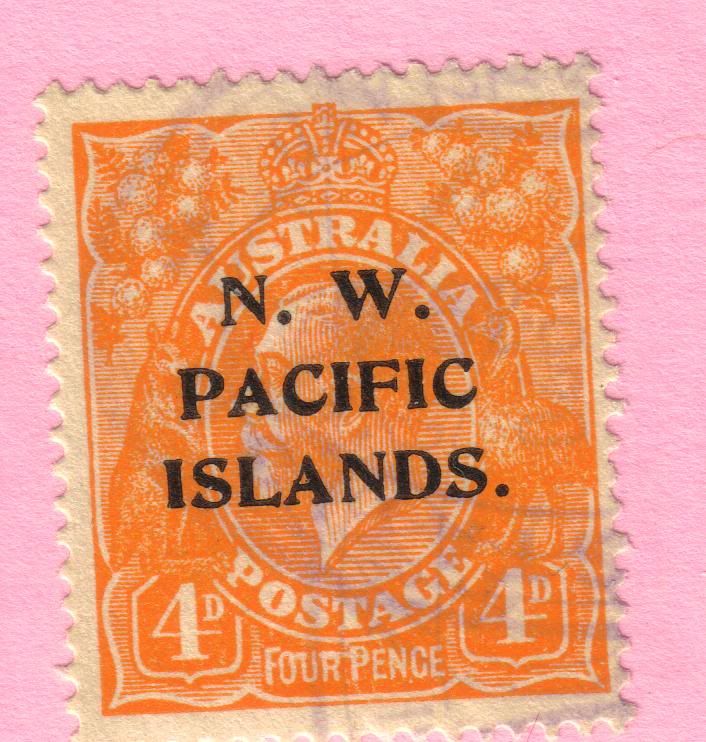 AUSTRALIA
N. W.
PACIFIC
ISLANDS.
POSTAGE
4D 4D
FOUR PENCE